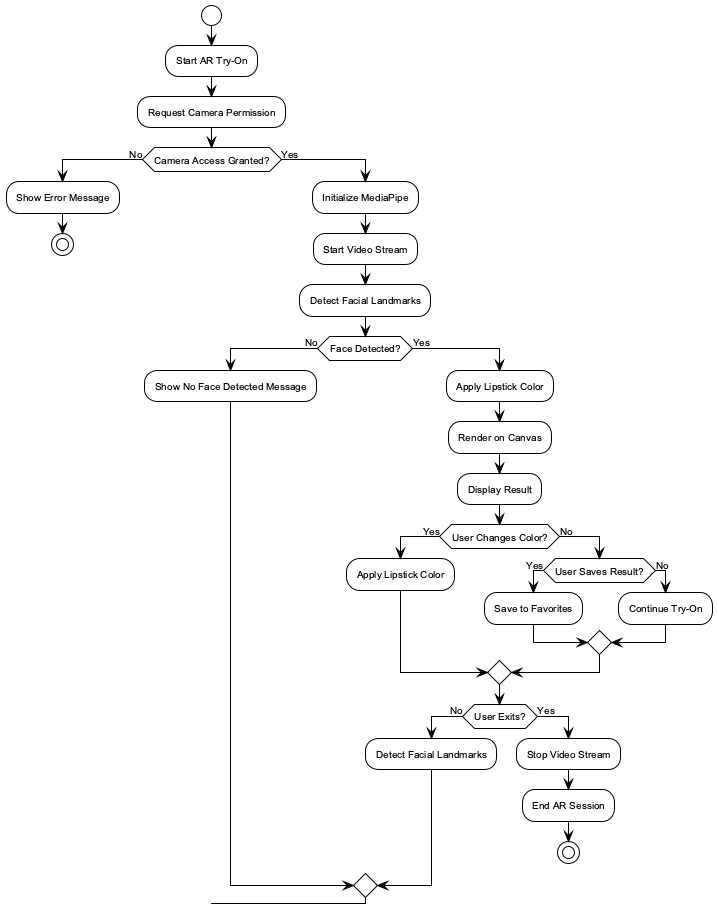 Start AR Try-On
Request Camera Permission
No
Camera Access Granted?
Yes
Show Error Message
Initialize MediaPipe
Start Video Stream
Detect Facial Landmarks
No
Face Detected?
Yes
Show No Face Detected Message
Apply Lipstick Color
Render on Canvas
Display Result
Yes
User Changes Color?
No
Apply Lipstick Color
Yes
User Saves Result?
No
Save to Favorites
Continue Try-On
No
User Exits?
Yes
Detect Facial Landmarks
Stop Video Stream
End AR Session